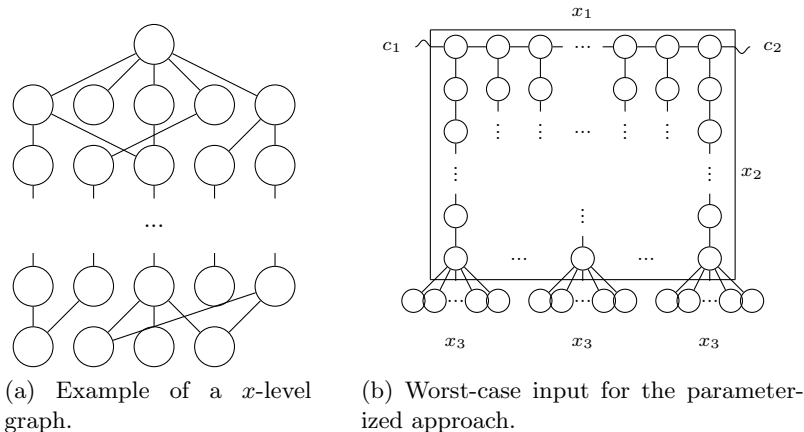 x₁
c₁ ... c₂
... ... ... ... ...
... ... x₂
...
...
... ...
... ... ...
x₃ x₃ x₃
(a) Example of a x-level
graph.
(b) Worst-case input for the parameter-
ized approach.